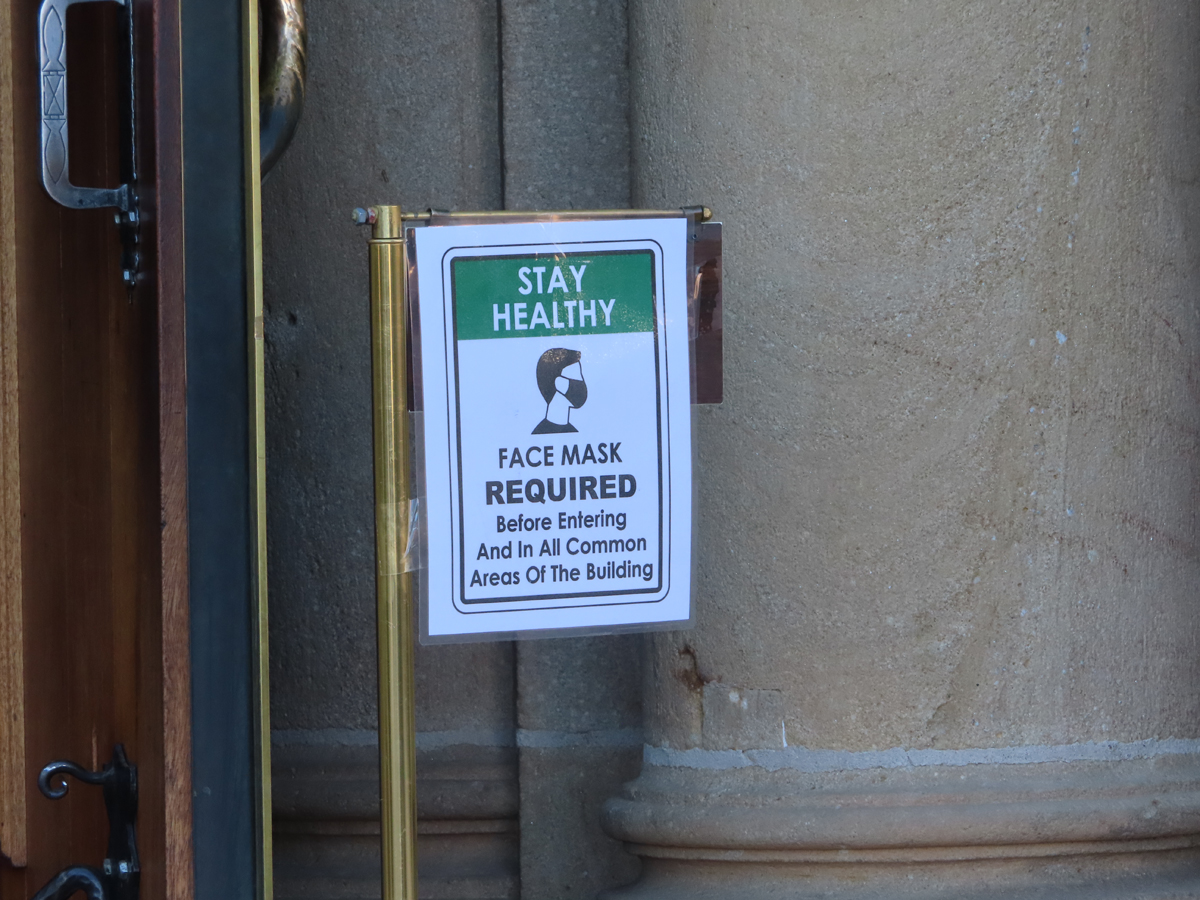 STAY
HEALTHY
FACE MASK
REQUIRED
Before Entering
And In All Common
Areas Of The Building